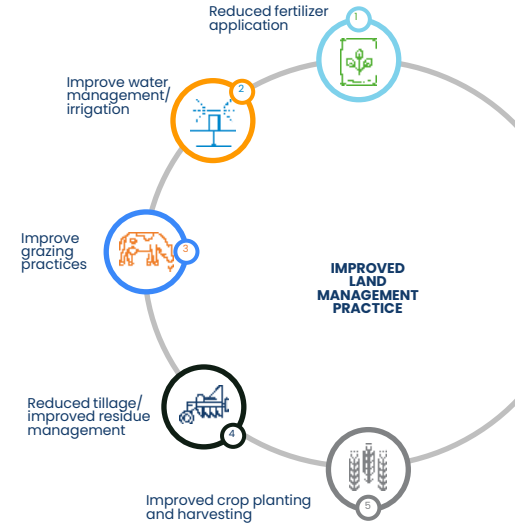 Reduced fertilizer
application
1
Improve water
management/
irrigation
2
Improve
grazing
practices
3
IMPROVED
LAND
MANAGEMENT
PRACTICE
Reduced tillage/
improved residue
management
4
Improved crop planting
and harvesting
5